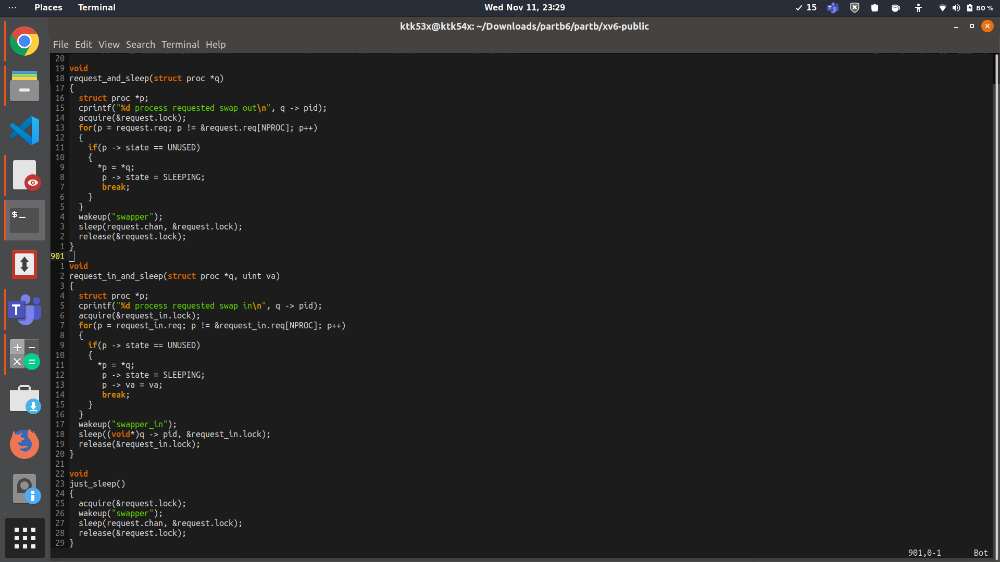 Places Terminal Wed Nov 11, 23:29 15 80 %
ktk53x@ktk54x: ~/Downloads/partb6/partb/xv6-public
File Edit View Search Terminal Help
20
19 void
18 request_and_sleep(struct proc *q)
17 {
16   struct proc *p;
15   cprintf("%d process requested swap out\n", q -> pid);
14   acquire(&request.lock);
13   for(p = request.req; p != &request.req[NPROC]; p++)
12   {
11     if(p -> state == UNUSED)
10     {
9       *p = *q;
8        p -> state = SLEEPING;
7        break;
6     }
5   }
4   wakeup("swapper");
3   sleep(request.chan, &request.lock);
2   release(&request.lock);
1 }
901
1 void
2 request_in_and_sleep(struct proc *q, uint va)
3 {
4   struct proc *p;
5   cprintf("%d process requested swap in\n", q -> pid);
6   acquire(&request_in.lock);
7   for(p = request_in.req; p != &request_in.req[NPROC]; p++)
8   {
9     if(p -> state == UNUSED)
10     {
11       *p = *q;
12        p -> state = SLEEPING;
13        p -> va = va;
14        break;
15     }
16   }
17   wakeup("swapper_in");
18   sleep((void*)q -> pid, &request_in.lock);
19   release(&request_in.lock);
20 }
21
22 void
23 just_sleep()
24 {
25   acquire(&request.lock);
26   wakeup("swapper");
27   sleep(request.chan, &request.lock);
28   release(&request.lock);
29 }
901,0-1 Bot